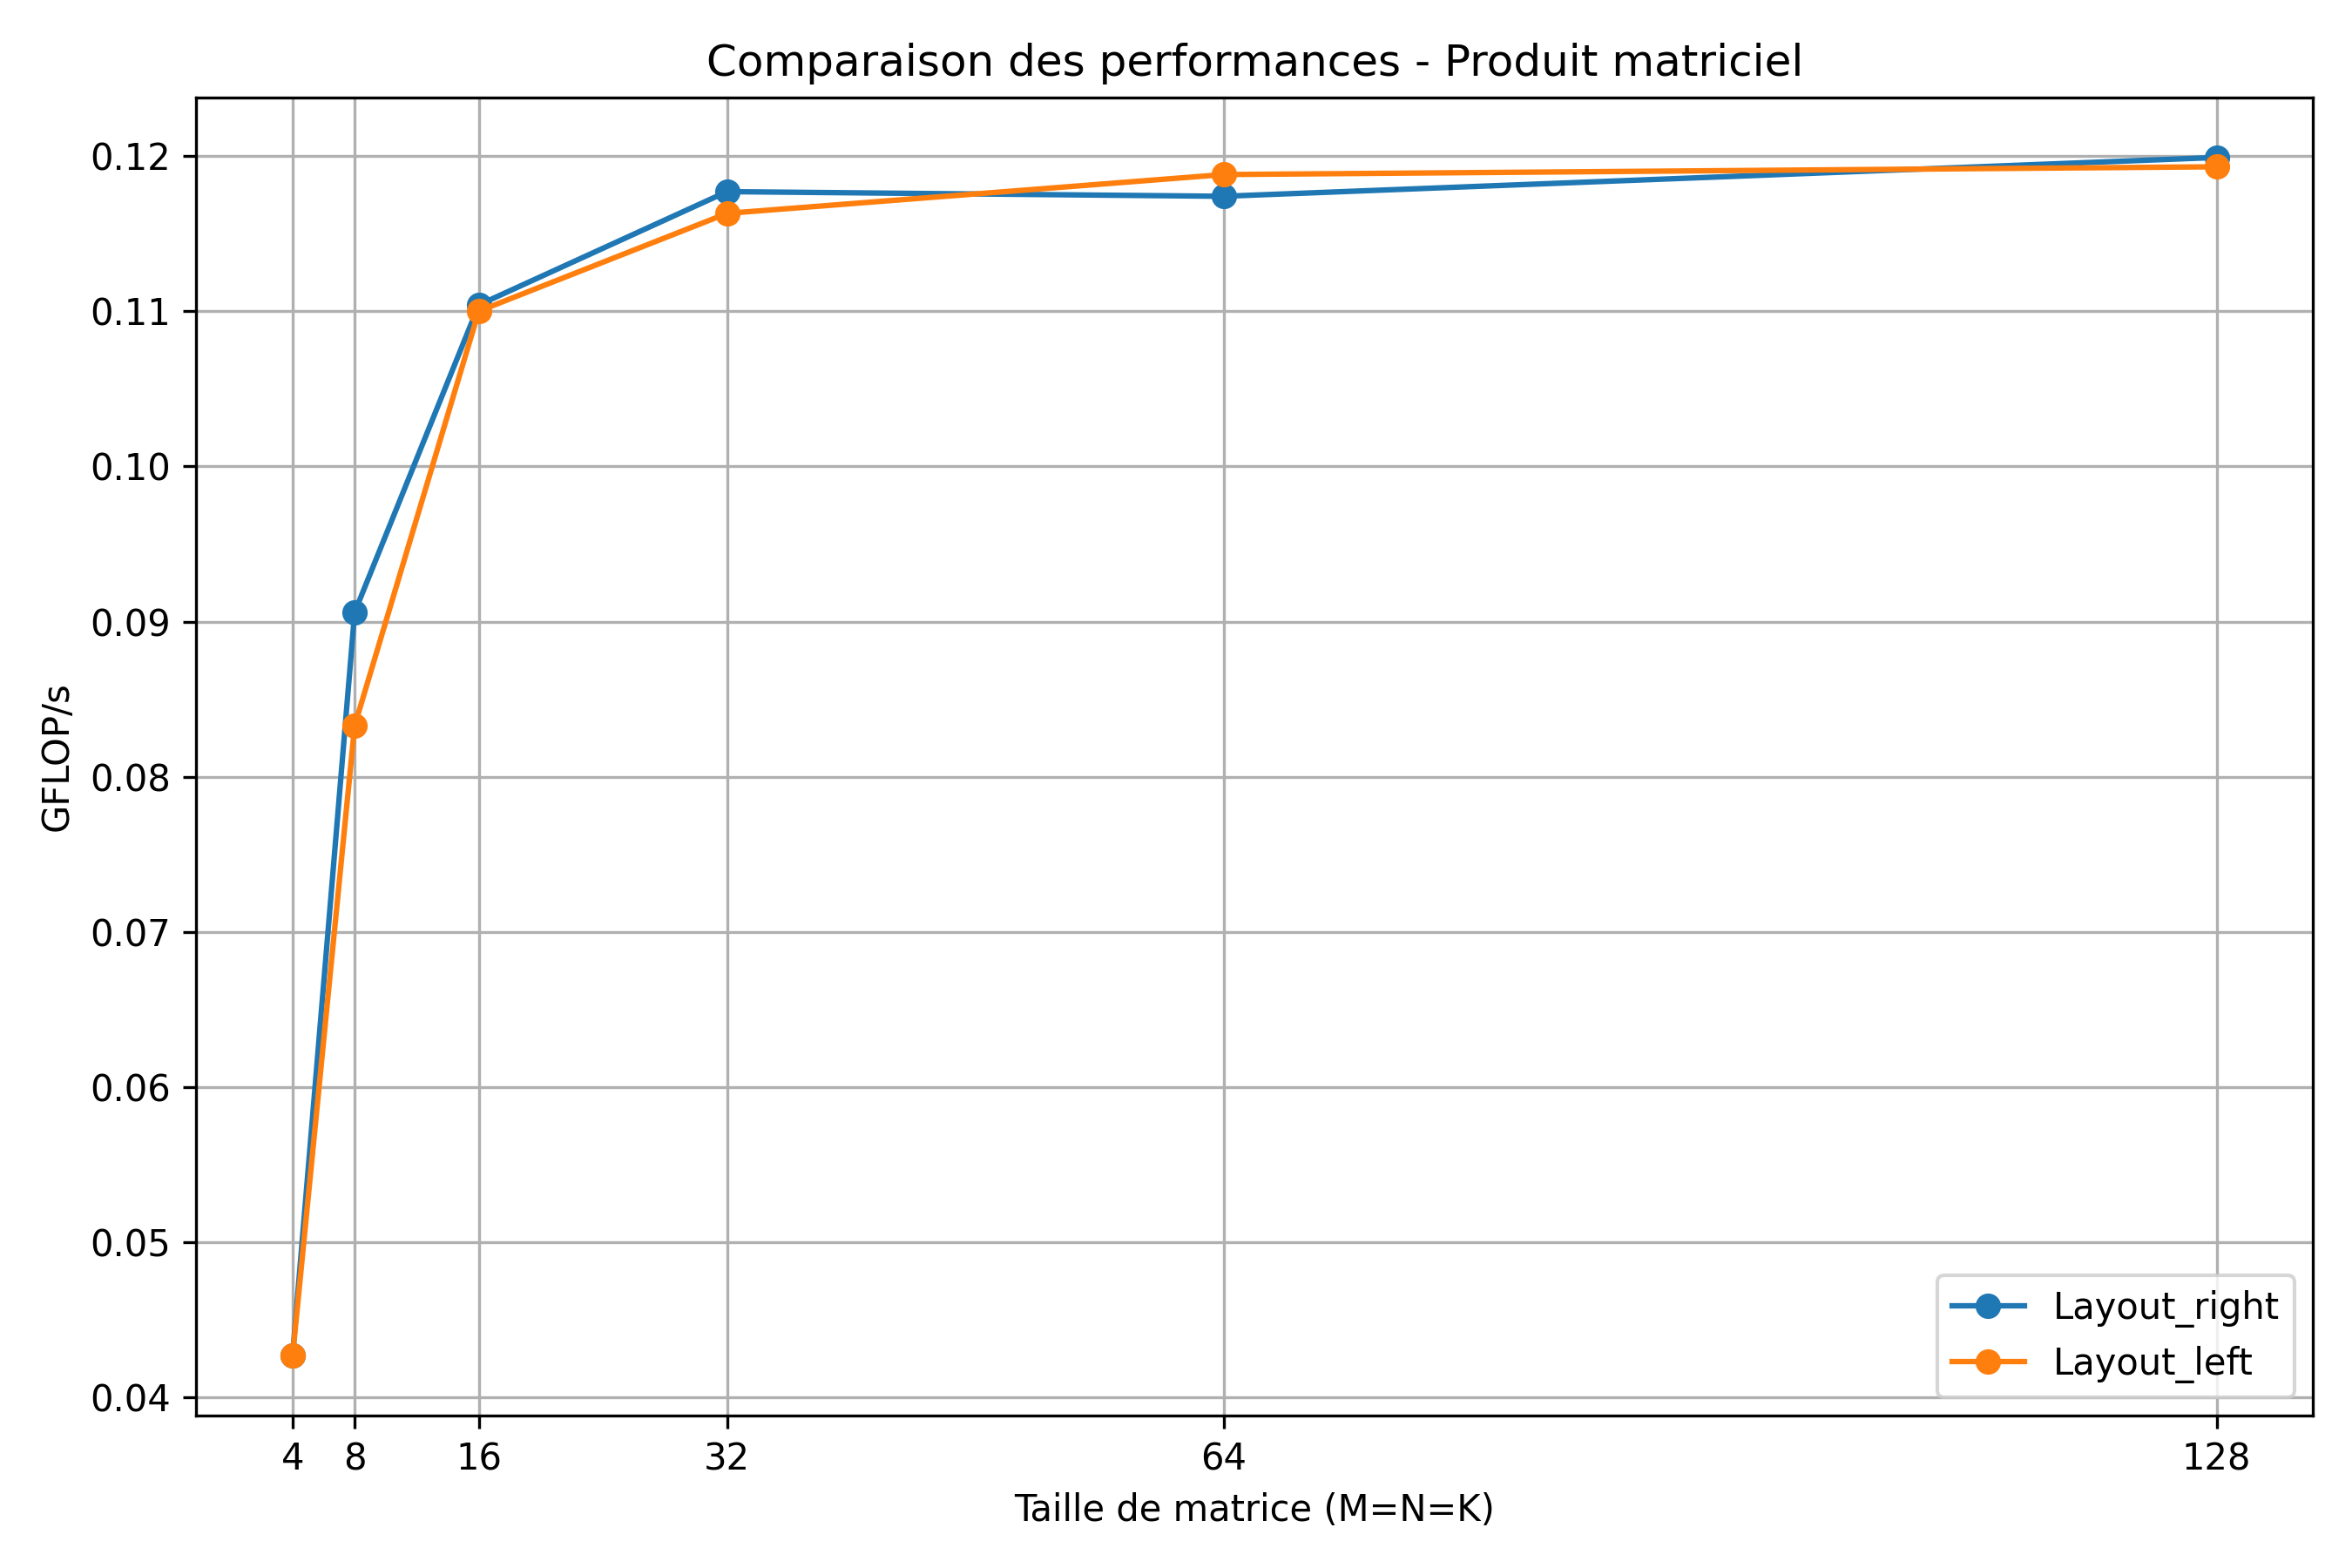 Comparaison des performances - Produit matriciel
0.12
0.11
0.10
0.09
0.08
0.07
0.06
0.05
0.04
GFLOP/s
4 8 16 32 64 128
Taille de matrice (M=N=K)
Layout_right
Layout_left